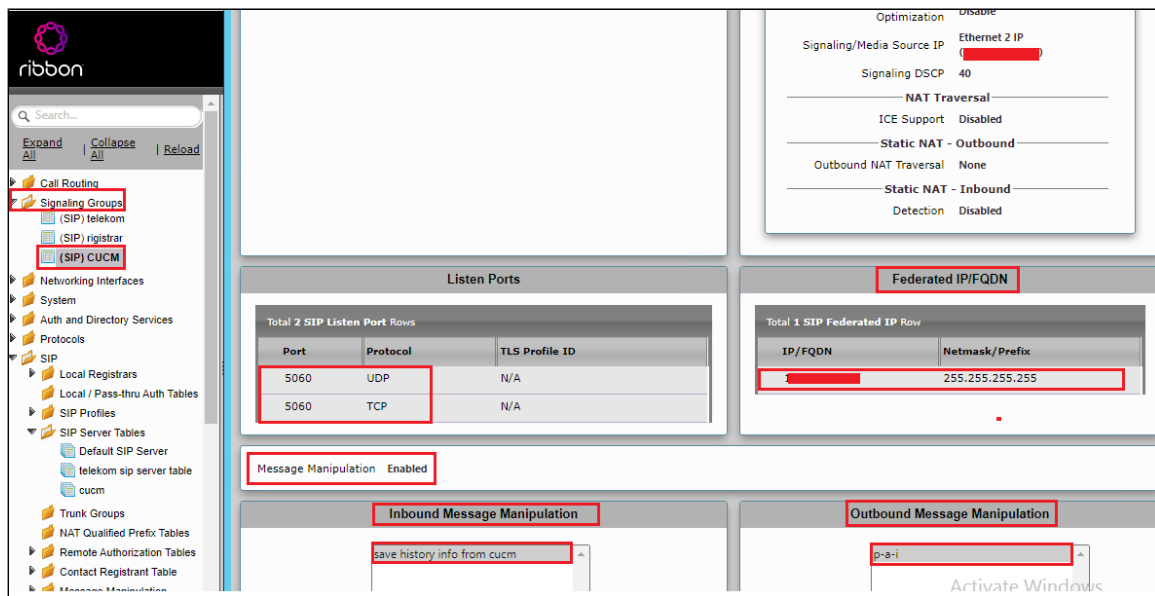 ribbon
Search...
Expand All | Collapse All | Reload
Call Routing
Signaling Groups
(SIP) telekom
(SIP) rigistrar
(SIP) CUCM
Networking Interfaces
System
Auth and Directory Services
Protocols
SIP
Local Registrars
Local / Pass-thru Auth Tables
SIP Profiles
SIP Server Tables
Default SIP Server
telekom sip server table
cucm
Trunk Groups
NAT Qualified Prefix Tables
Remote Authorization Tables
Contact Registrant Table
Message Manipulation
Optimization Disable
Signaling/Media Source IP Ethernet 2 IP
( )
Signaling DSCP 40
NAT Traversal
ICE Support Disabled
Static NAT - Outbound
Outbound NAT Traversal None
Static NAT - Inbound
Detection Disabled
Listen Ports
Total 2 SIP Listen Port Rows
Port Protocol TLS Profile ID
5060 UDP N/A
5060 TCP N/A
Federated IP/FQDN
Total 1 SIP Federated IP Row
IP/FQDN Netmask/Prefix
255.255.255.255
Message Manipulation Enabled
Inbound Message Manipulation
save history info from cucm
Outbound Message Manipulation
p-a-i
Activate Windows